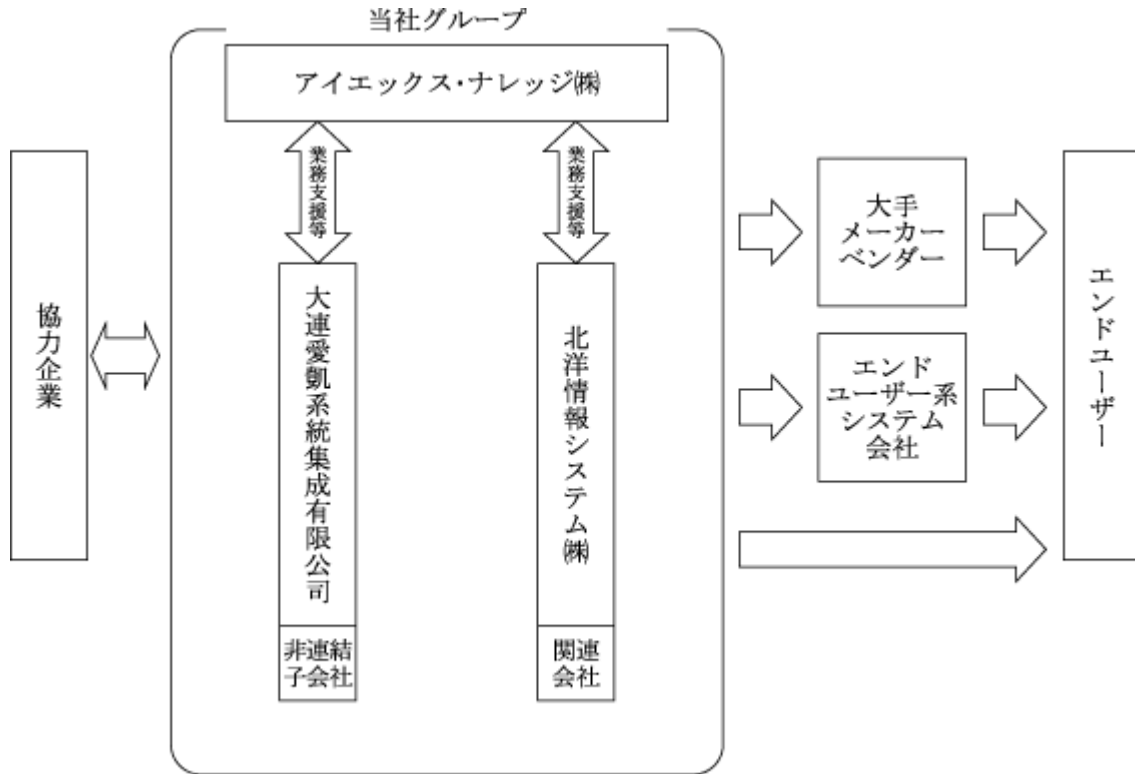 当社グループ
アイエックス・ナレッジ㈱
業務支援等
業務支援等
協力企業
大連愛凱系統集成有限公司
非連結
子会社
北洋情報システム㈱
関連
会社
大手
メーカー
ベンダー
エンド
ユーザー系
システム
会社
エンドユーザー